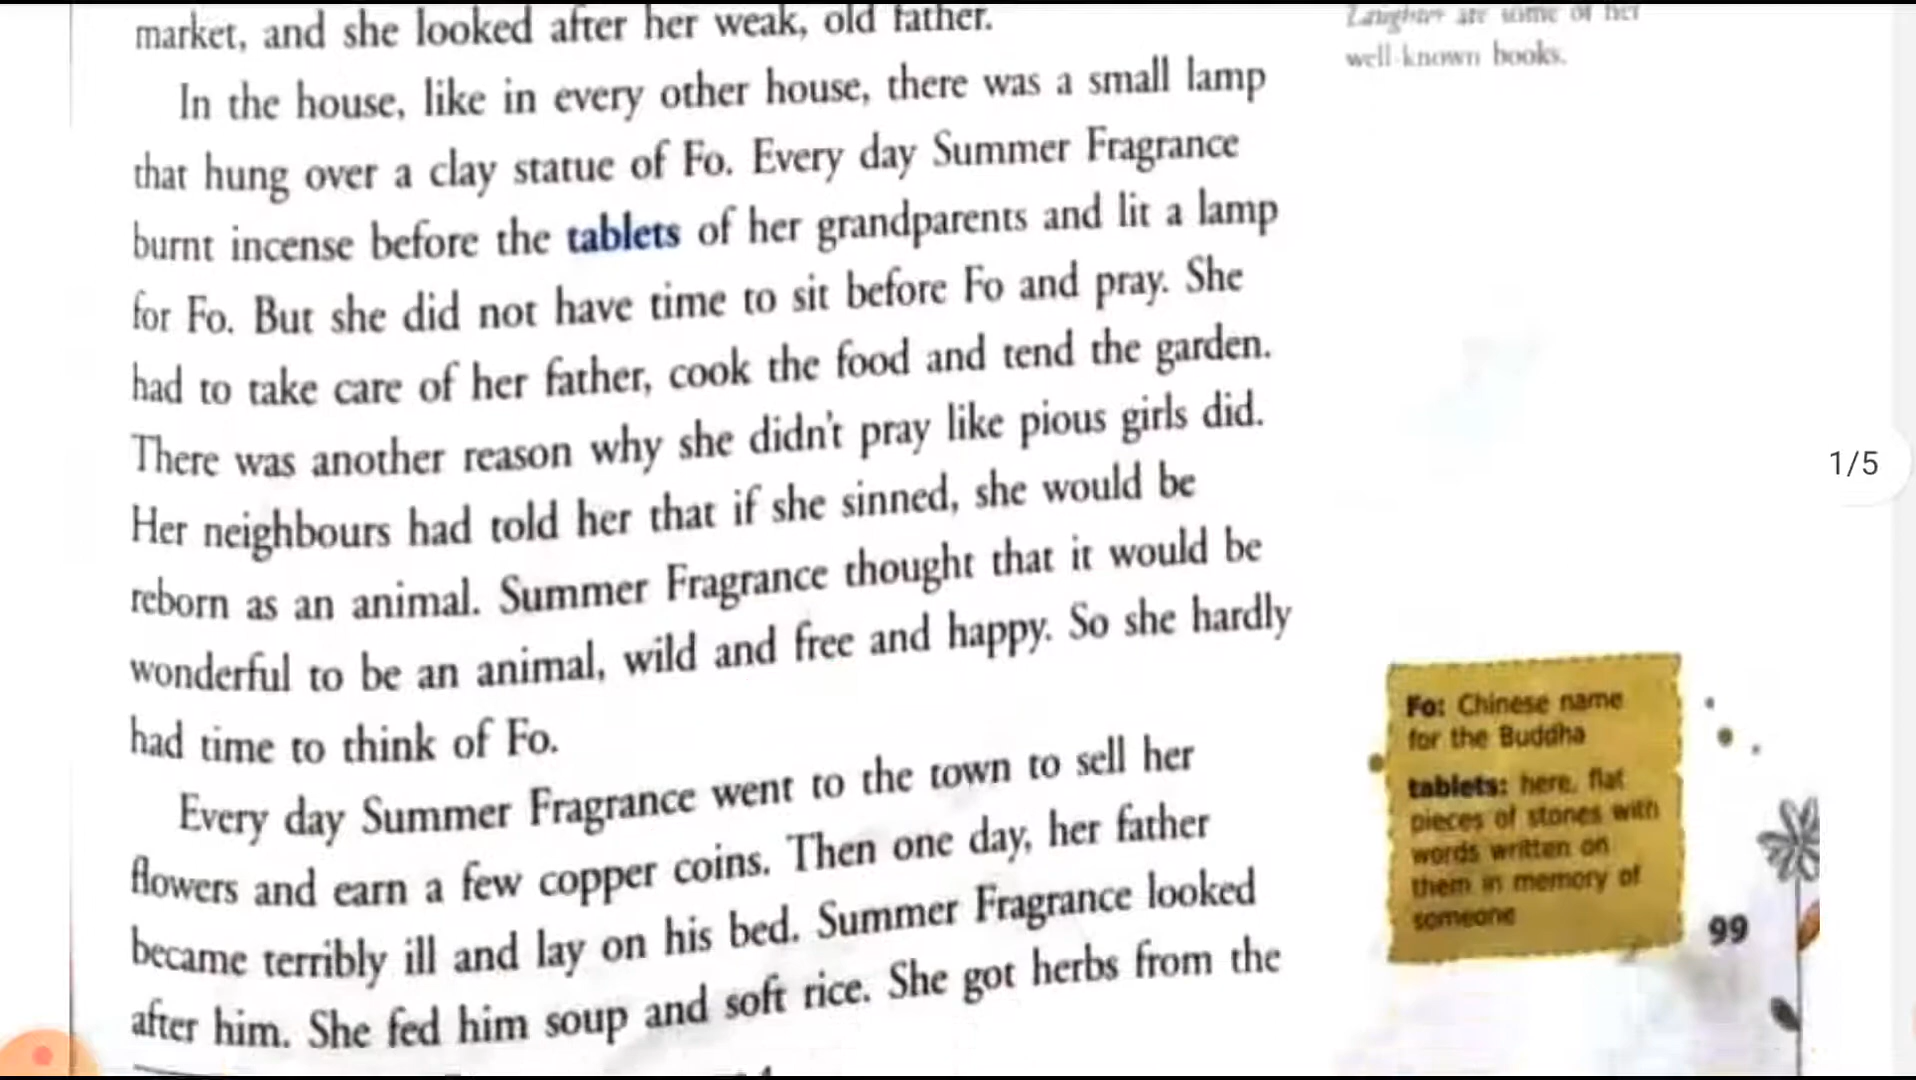 market, and she looked after her weak, old father.
In the house, like in every other house, there was a small lamp
that hung over a clay statue of Fo. Every day Summer Fragrance
burnt incense before the tablets of her grandparents and lit a lamp
for Fo. But she did not have time to sit before Fo and pray. She
had to take care of her father, cook the food and tend the garden.
There was another reason why she didn't pray like pious girls did.
Her neighbours had told her that if she sinned, she would be
reborn as an animal. Summer Fragrance thought that it would be
wonderful to be an animal, wild and free and happy. So she hardly
had time to think of Fo.
Every day Summer Fragrance went to the town to sell her
flowers and earn a few copper coins. Then one day, her father
became terribly ill and lay on his bed. Summer Fragrance looked
after him. She fed him soup and soft rice. She got herbs from the
Laughter are some of her
well-known books.
1/5
Fo: Chinese name
for the Buddha
tablets: here, flat
pieces of stones with
words written on
them in memory of
someone
99